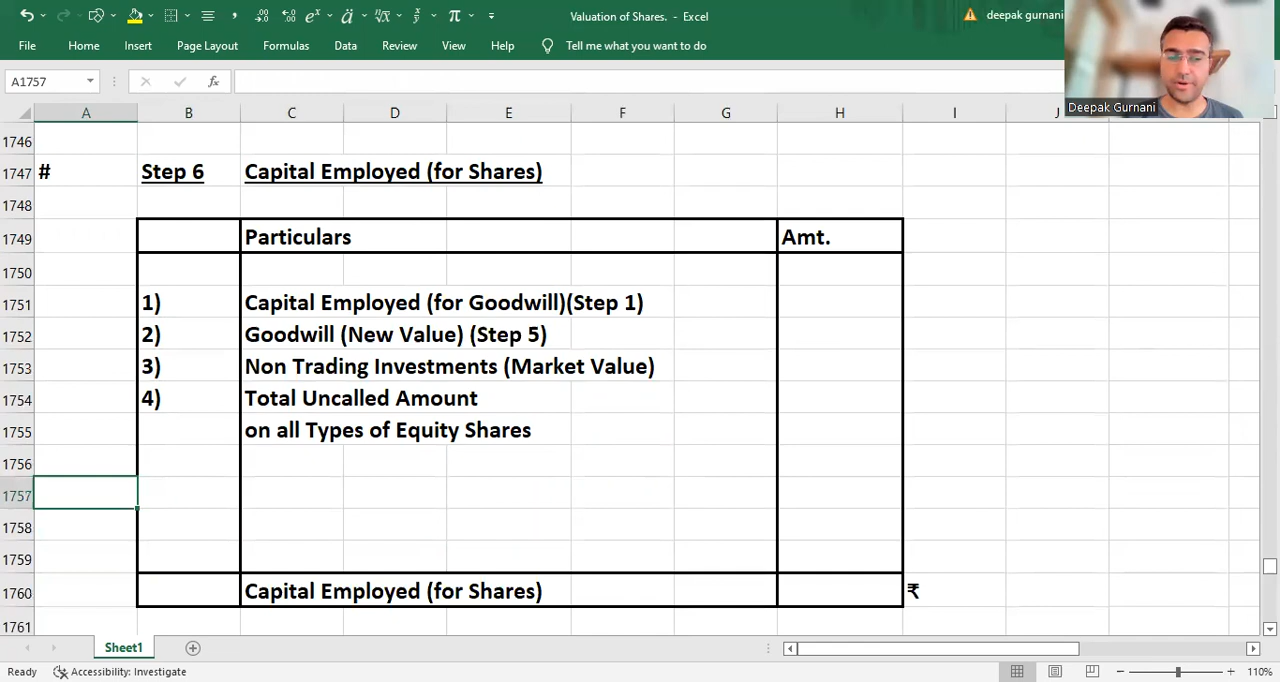 Valuation of Shares. - Excel
deepak gurnani
File Home Insert Page Layout Formulas Data Review View Help Tell me what you want to do
A1757
fx
Deepak Gurnani
A B C D E F G H I J
1746
1747 # Step 6 Capital Employed (for Shares)
1748
1749 Particulars Amt.
1750
1751 1) Capital Employed (for Goodwill)(Step 1)
1752 2) Goodwill (New Value) (Step 5)
1753 3) Non Trading Investments (Market Value)
1754 4) Total Uncalled Amount
1755 on all Types of Equity Shares
1756
1757
1758
1759
1760 Capital Employed (for Shares) ₹
1761
Sheet1
Ready Accessibility: Investigate 110%